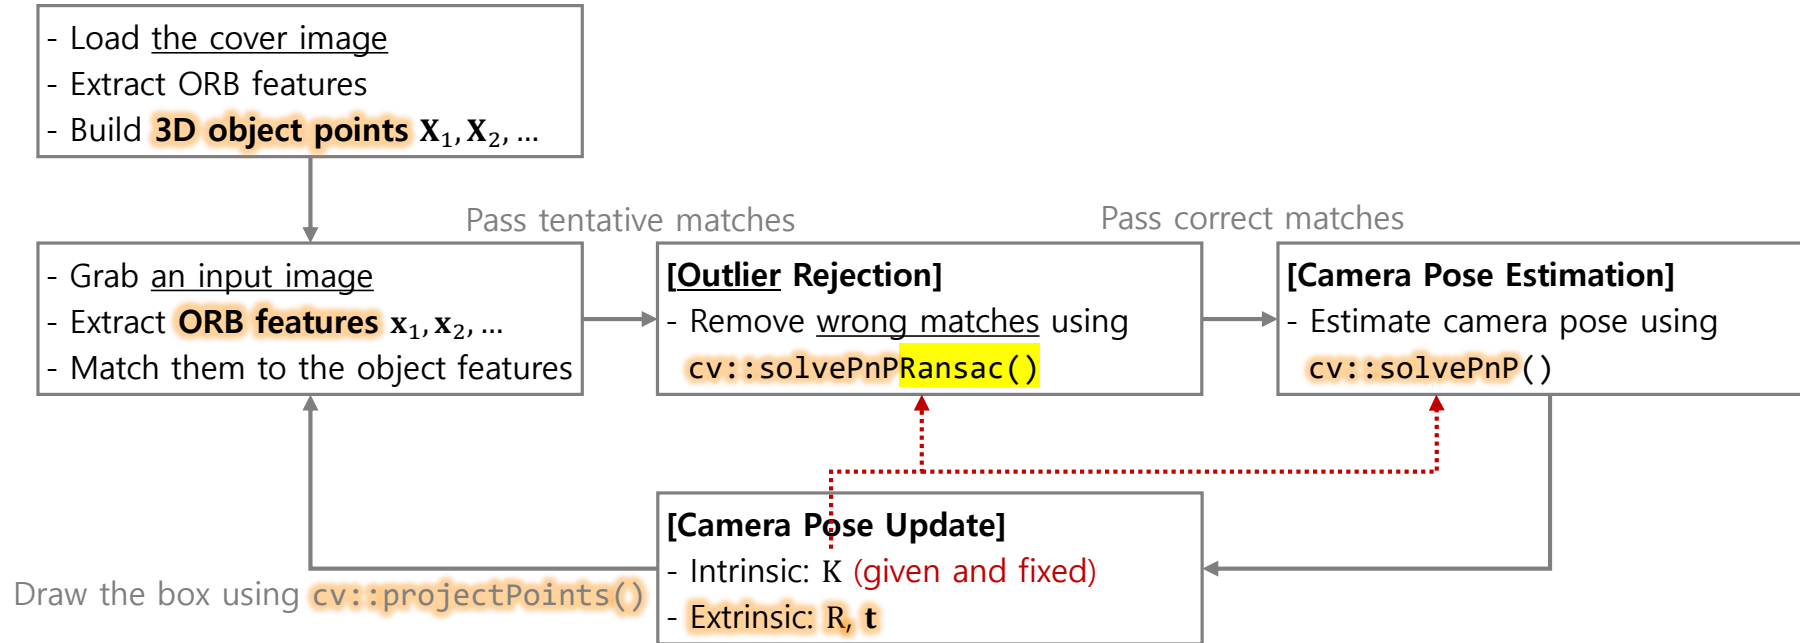 - Load the cover image
- Extract ORB features
- Build 3D object points X₁, X₂, …
Pass tentative matches
Pass correct matches
- Grab an input image
- Extract ORB features x₁, x₂, …
- Match them to the object features
[Outlier Rejection]
- Remove wrong matches using
cv::solvePnPRansac()
[Camera Pose Estimation]
- Estimate camera pose using
cv::solvePnP()
[Camera Pose Update]
- Intrinsic: K (given and fixed)
- Extrinsic: R, t
Draw the box using cv::projectPoints()